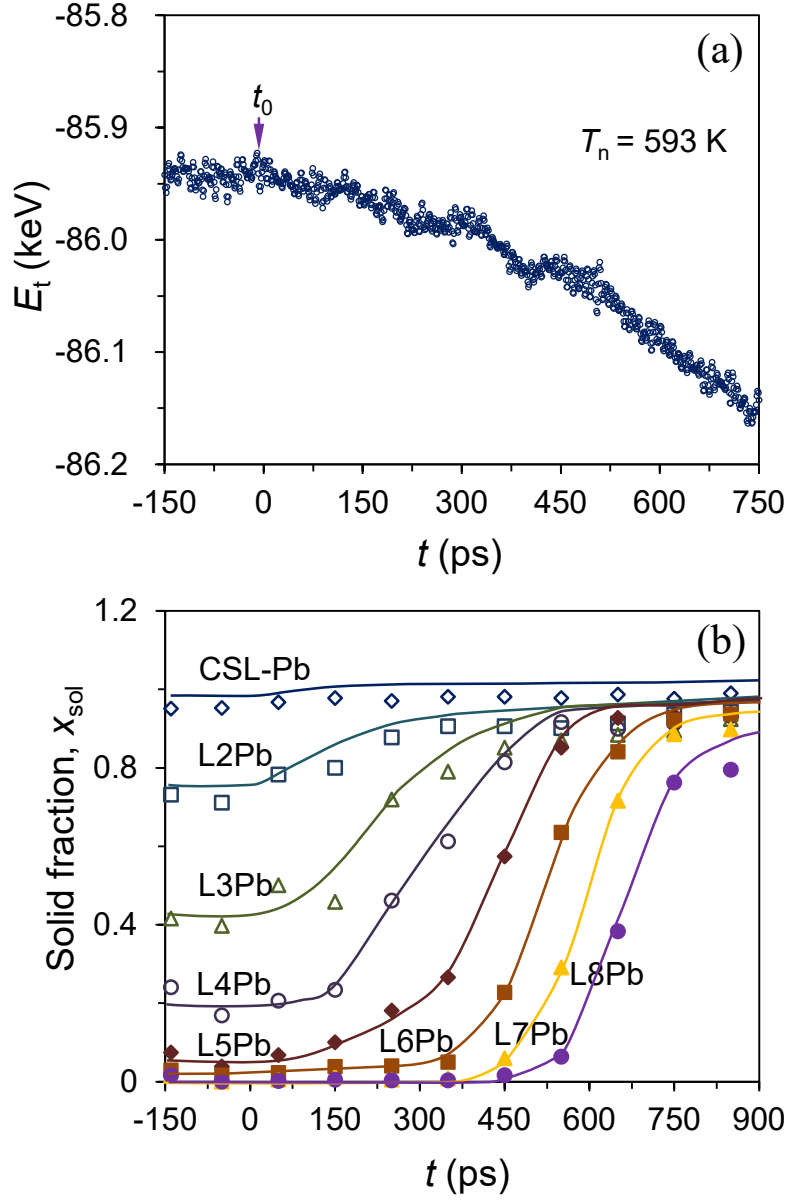 (a)
-85.8
-85.9
-86.0
-86.1
-86.2
Eₜ (keV)
t₀
Tₙ = 593 K
-150 0 150 300 450 600 750
t (ps)
(b)
1.2
0.8
0.4
0
Solid fraction, xₛₒₗ
CSL-Pb
L2Pb
L3Pb
L4Pb
L5Pb
L6Pb
L7Pb
L8Pb
-150 0 150 300 450 600 750 900
t (ps)